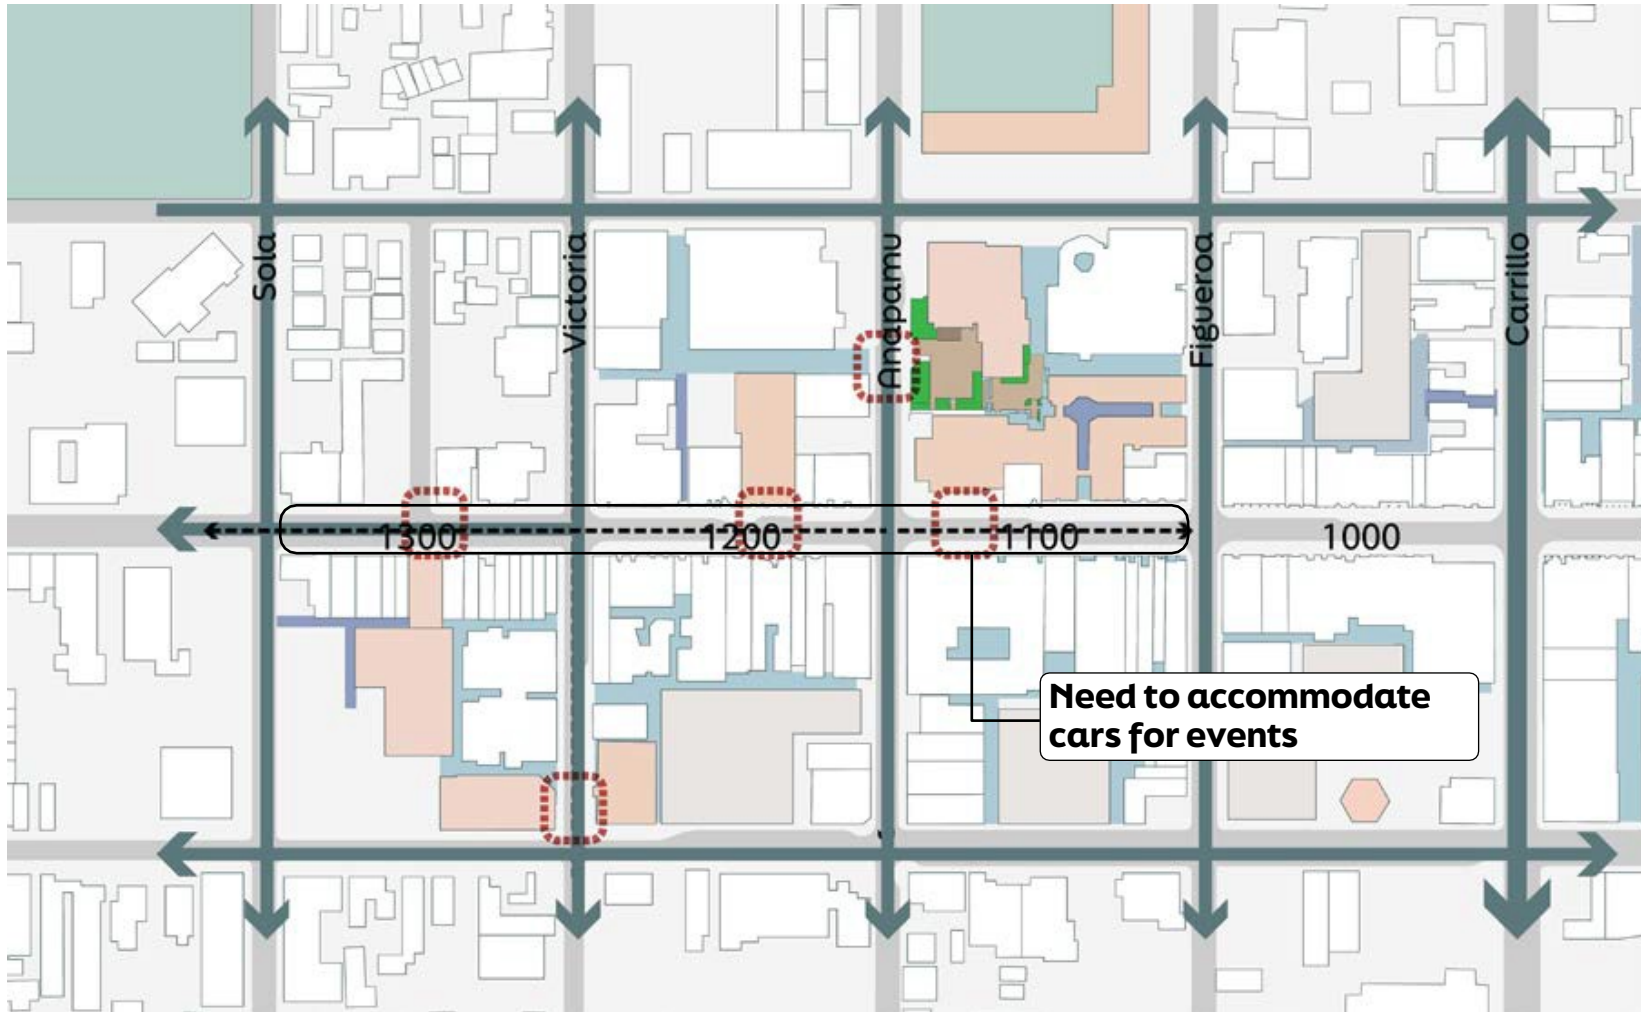 Sola
Victoria
Anapamu
Figueroa
Carrillo
1300
1200
1100
1000
Need to accommodate
cars for events